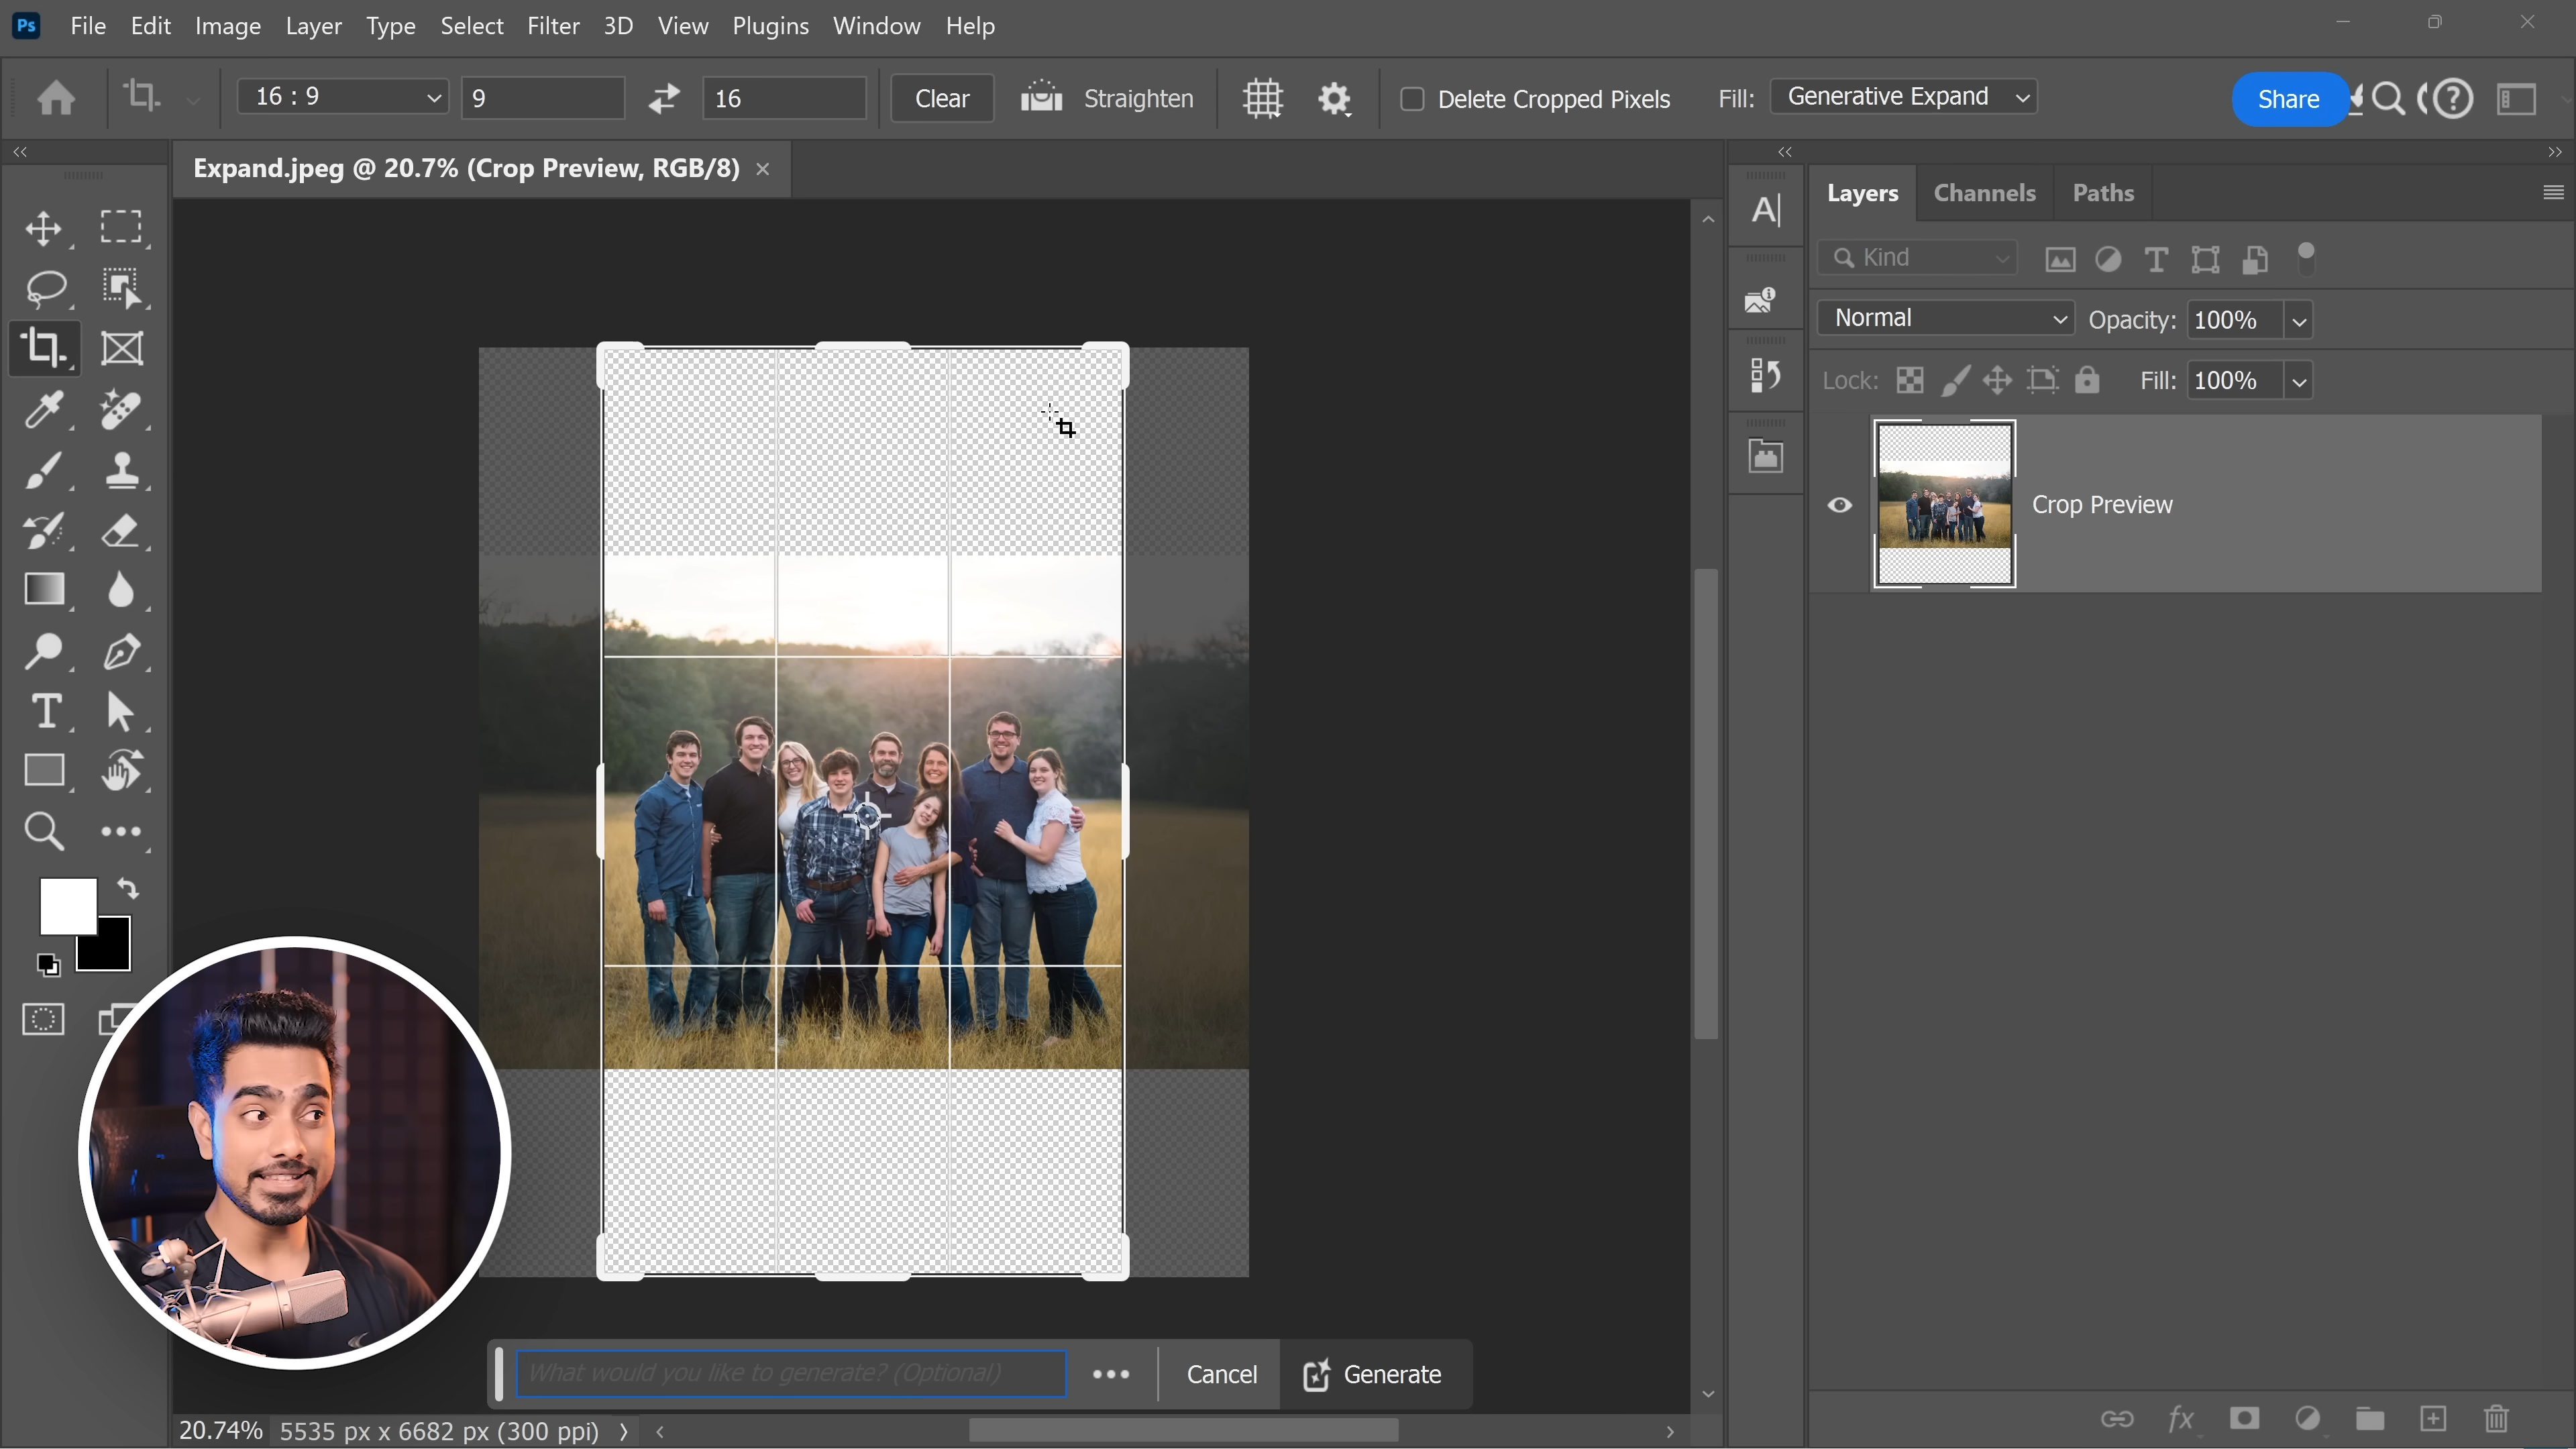 Ps File Edit Image Layer Type Select Filter 3D View Plugins Window Help
16 : 9 9 16 Clear Straighten Delete Cropped Pixels Fill: Generative Expand Share
Expand.jpeg @ 20.7% (Crop Preview, RGB/8)
Layers Channels Paths
Kind
Normal Opacity: 100%
Lock: Fill: 100%
Crop Preview
What would you like to generate? (Optional) Cancel Generate
20.74% 5535 px x 6682 px (300 ppi)
fx